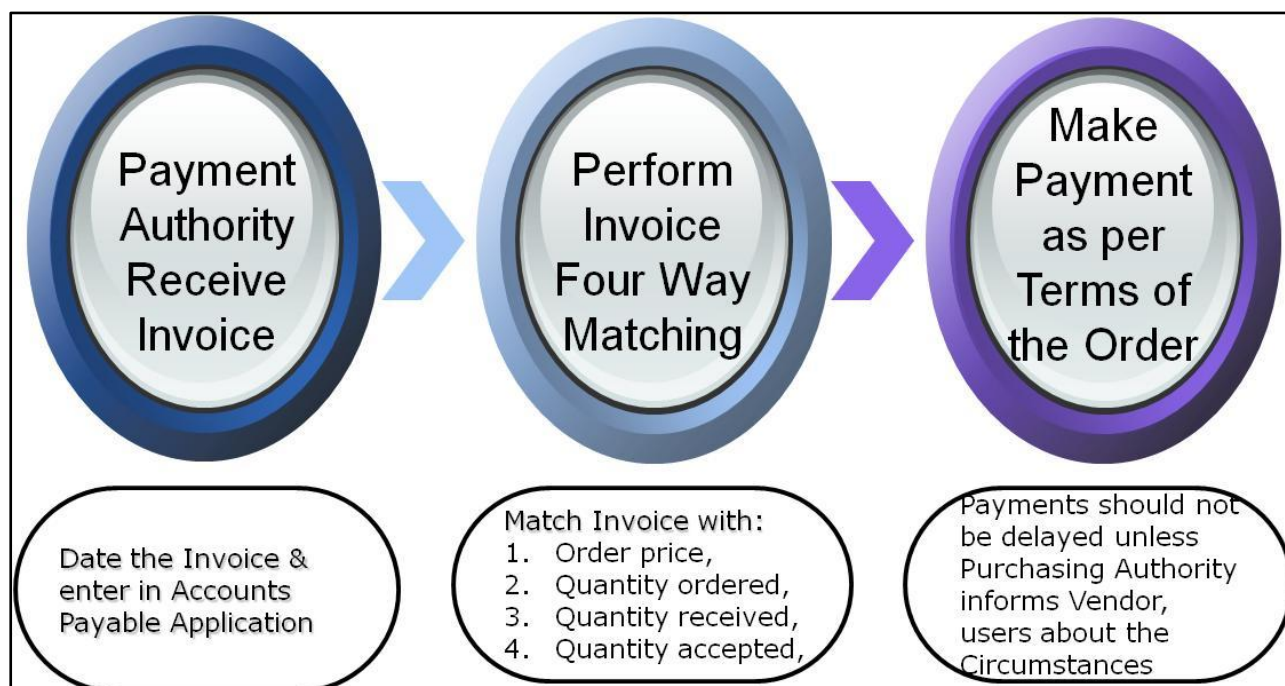 Payment
Authority
Receive
Invoice
Perform
Invoice
Four Way
Matching
Make
Payment
as per
Terms of
the Order
Date the Invoice &
enter in Accounts
Payable Application
Match Invoice with:
1. Order price,
2. Quantity ordered,
3. Quantity received,
4. Quantity accepted,
Payments should not
be delayed unless
Purchasing Authority
informs Vendor,
users about the
Circumstances